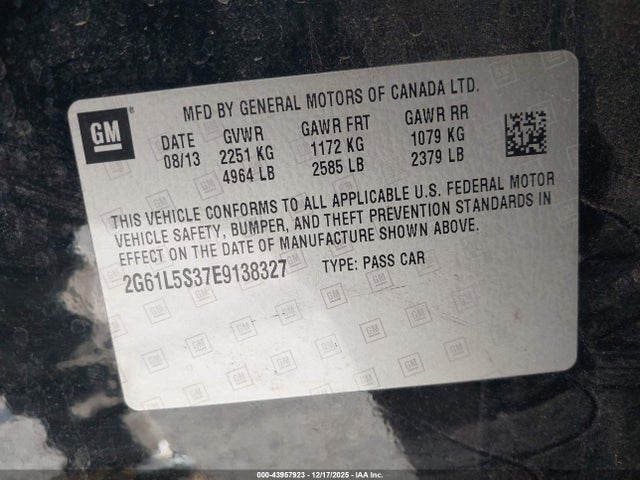 MFD BY GENERAL MOTORS OF CANADA LTD.
GM ®
DATE GVWR GAWR FRT GAWR RR
08/13 2251 KG 1172 KG 1079 KG
4964 LB 2585 LB 2379 LB
THIS VEHICLE CONFORMS TO ALL APPLICABLE U.S. FEDERAL MOTOR
VEHICLE SAFETY, BUMPER, AND THEFT PREVENTION STANDARDS IN
EFFECT ON THE DATE OF MANUFACTURE SHOWN ABOVE.
2G61L5S37E9138327 TYPE: PASS CAR
000-43957923 - 12/17/2025 - IAA Inc.